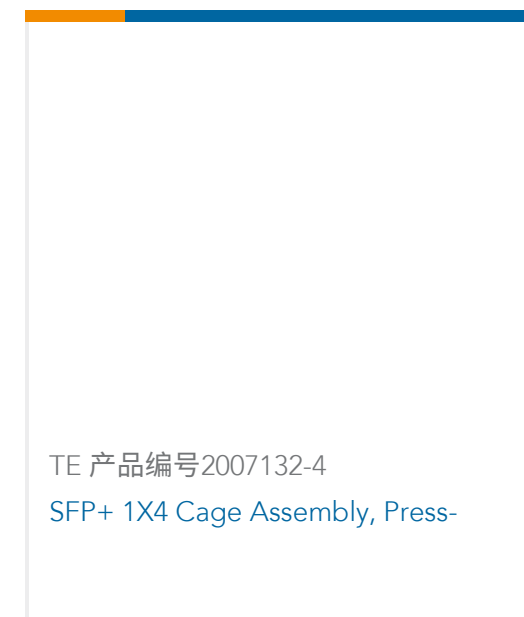 TE 产品编号2007132-4
SFP+ 1X4 Cage Assembly, Press-